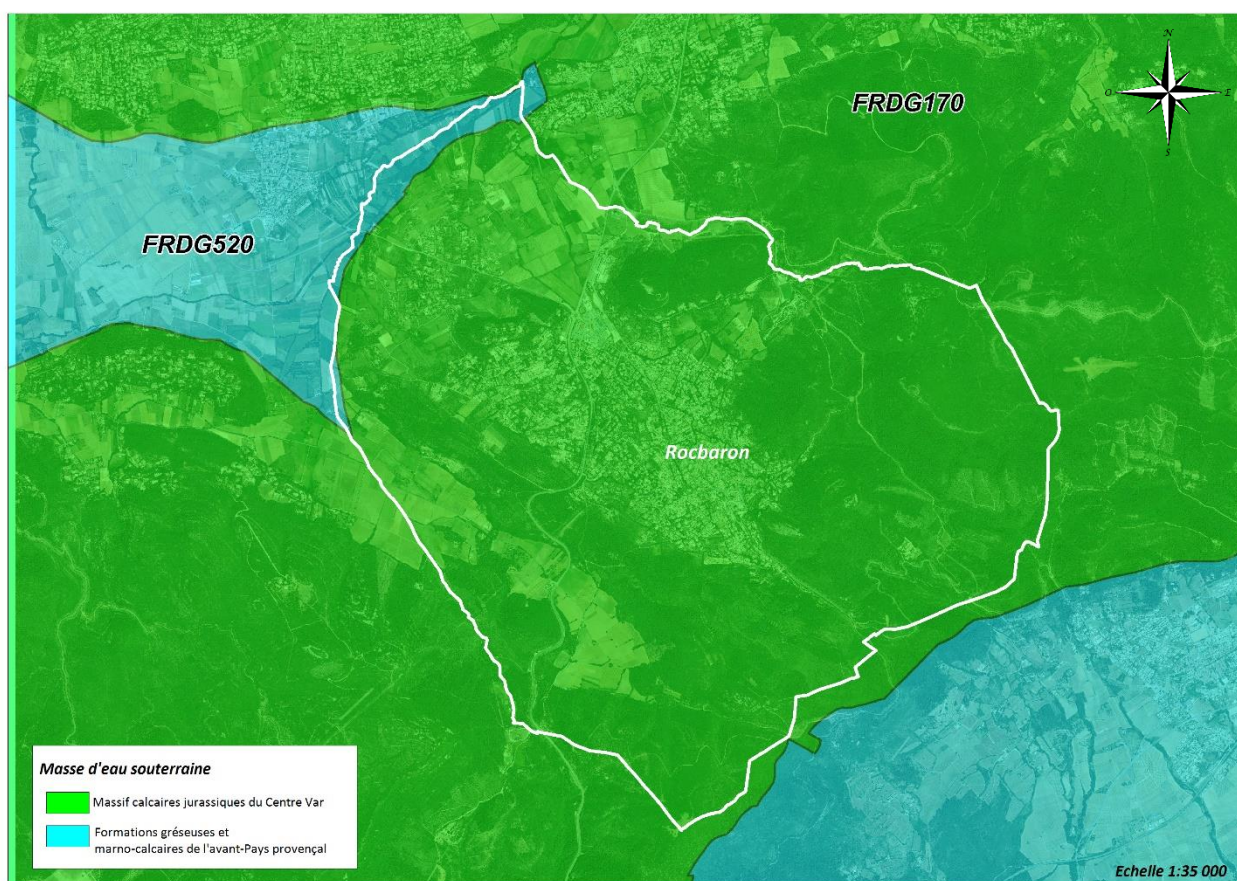 N
O
E
S
FRDG170
FRDG520
Rocbaron
Masse d'eau souterraine
Massif calcaires jurassiques du Centre Var
Formations gréseuses et
marno-calcaires de l'avant-Pays provençal
Echelle 1:35 000